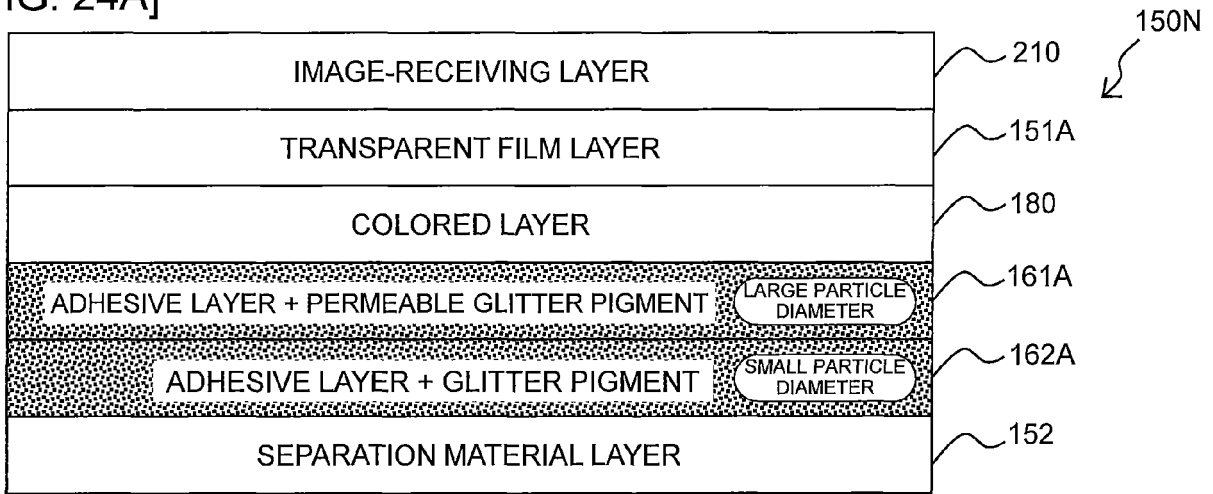 24A]
150N
IMAGE-RECEIVING LAYER 210
TRANSPARENT FILM LAYER 151A
COLORED LAYER 180
ADHESIVE LAYER + PERMEABLE GLITTER PIGMENT LARGE PARTICLE DIAMETER 161A
ADHESIVE LAYER + GLITTER PIGMENT SMALL PARTICLE DIAMETER 162A
SEPARATION MATERIAL LAYER 152